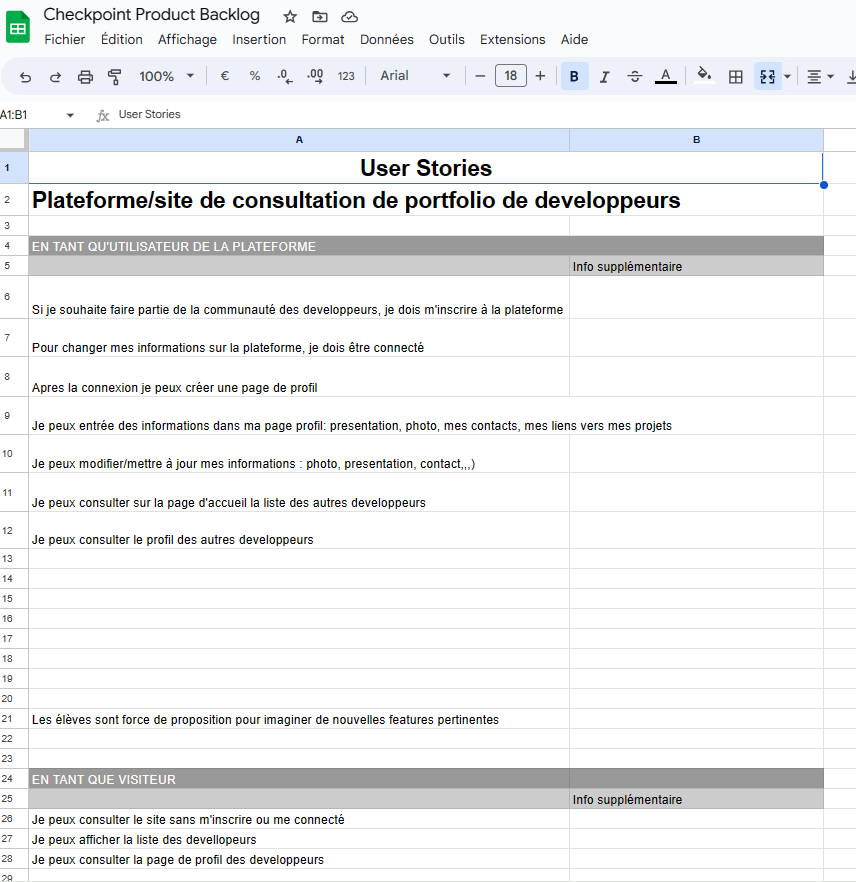 Checkpoint Product Backlog
Fichier Édition Affichage Insertion Format Données Outils Extensions Aide
100% € % .0 .00 123 Arial − 18 + B I A
A1:B1 fx User Stories
A B
1 User Stories
2 Plateforme/site de consultation de portfolio de developpeurs
3
4 EN TANT QU'UTILISATEUR DE LA PLATEFORME
5 Info supplémentaire
6 Si je souhaite faire partie de la communauté des developpeurs, je dois m'inscrire à la plateforme
7 Pour changer mes informations sur la plateforme, je dois être connecté
8 Apres la connexion je peux créer une page de profil
9 Je peux entrée des informations dans ma page profil: presentation, photo, mes contacts, mes liens vers mes projets
10 Je peux modifier/mettre à jour mes informations : photo, presentation, contact,,,)
11 Je peux consulter sur la page d'accueil la liste des autres developpeurs
12 Je peux consulter le profil des autres developpeurs
13
14
15
16
17
18
19
20
21 Les élèves sont force de proposition pour imaginer de nouvelles features pertinentes
22
23
24 EN TANT QUE VISITEUR
25 Info supplémentaire
26 Je peux consulter le site sans m'inscrire ou me connecté
27 Je peux afficher la liste des devellopeurs
28 Je peux consulter la page de profil des developpeurs
29